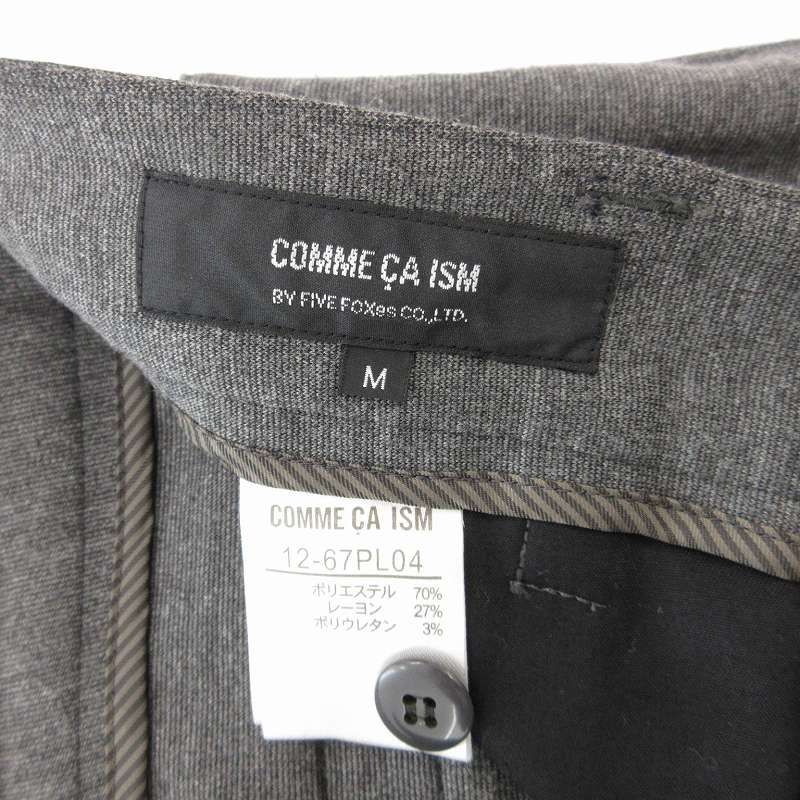 COMME ÇA ISM
BY FIVE FOXes CO.,LTD.
M
COMME ÇA ISM
12-67PL04
ポリエステル 70%
レーヨン 27%
ポリウレタン 3%